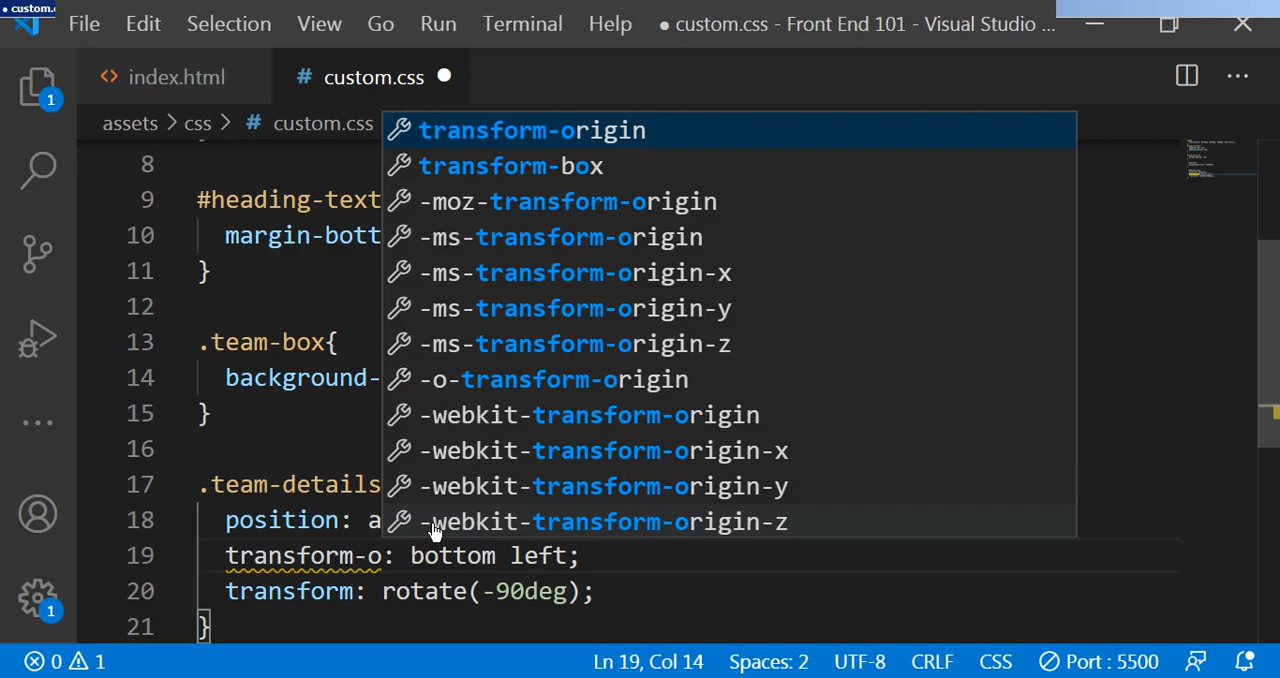 • custom.
File Edit Selection View Go Run Terminal Help ● custom.css - Front End 101 - Visual Studio ...
1 <> index.html # custom.css ●
assets > css > # custom.css
transform-origin
8 transform-box
9 #heading-text -moz-transform-origin
10 margin-bott -ms-transform-origin
11 } -ms-transform-origin-x
12 -ms-transform-origin-y
13 .team-box{ -ms-transform-origin-z
14 background- -o-transform-origin
15 } -webkit-transform-origin
16 -webkit-transform-origin-x
17 .team-details -webkit-transform-origin-y
18 position: a -webkit-transform-origin-z
19 transform-o: bottom left;
20 transform: rotate(-90deg);
1 21 }
0 1 Ln 19, Col 14 Spaces: 2 UTF-8 CRLF CSS Port : 5500